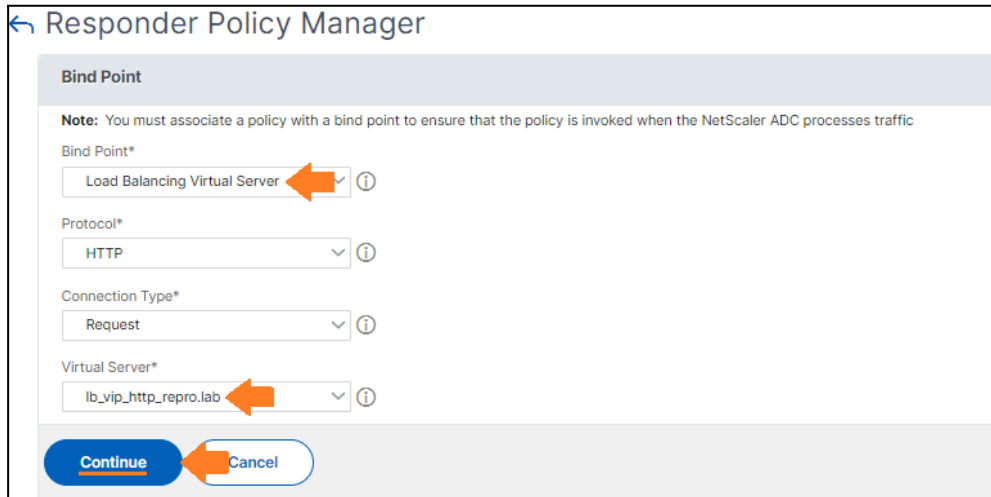 Responder Policy Manager
Bind Point
Note: You must associate a policy with a bind point to ensure that the policy is invoked when the NetScaler ADC processes traffic
Bind Point*
Load Balancing Virtual Server
Protocol*
HTTP
Connection Type*
Request
Virtual Server*
lb_vip_http_repro.lab
Continue Cancel